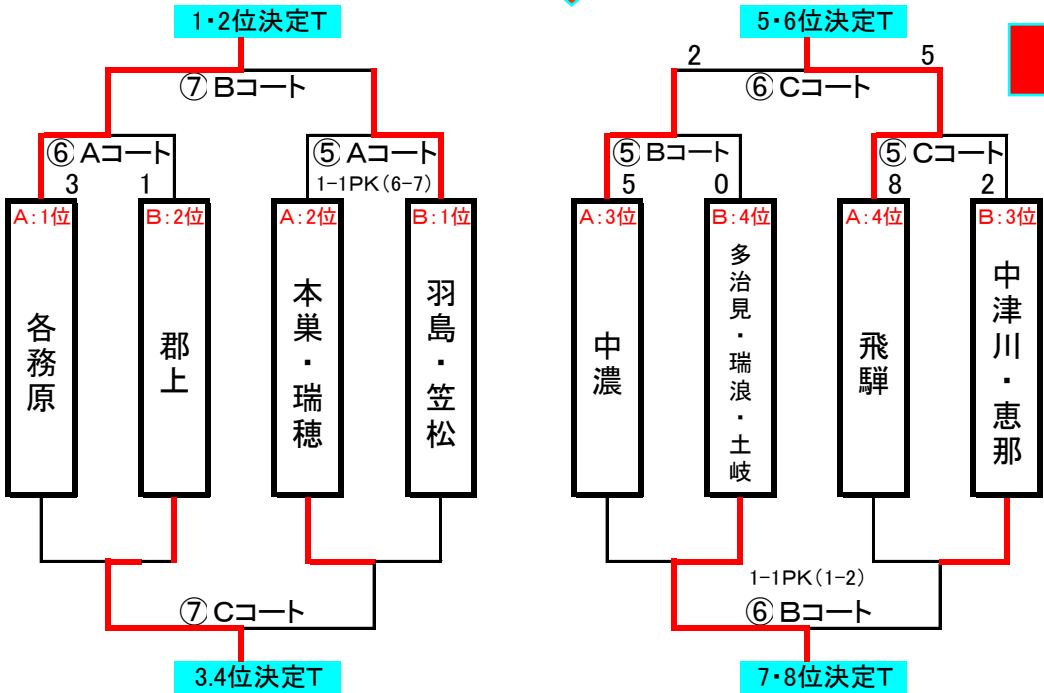 1・2位決定T
5・6位決定T
2
5
⑦ Bコート
⑥ Cコート
⑥ Aコート
⑤ Aコート
⑤ Bコート
⑤ Cコート
3
1
1-1PK(6-7)
5
0
8
2
A:1位
B:2位
A:2位
B:1位
A:3位
B:4位
A:4位
B:3位
各務原
郡上
本巣・瑞穂
羽島・笠松
中濃
多治見・瑞浪・土岐
飛騨
中津川・恵那
1-1PK(1-2)
⑦ Cコート
⑥ Bコート
3.4位決定T
7・8位決定T